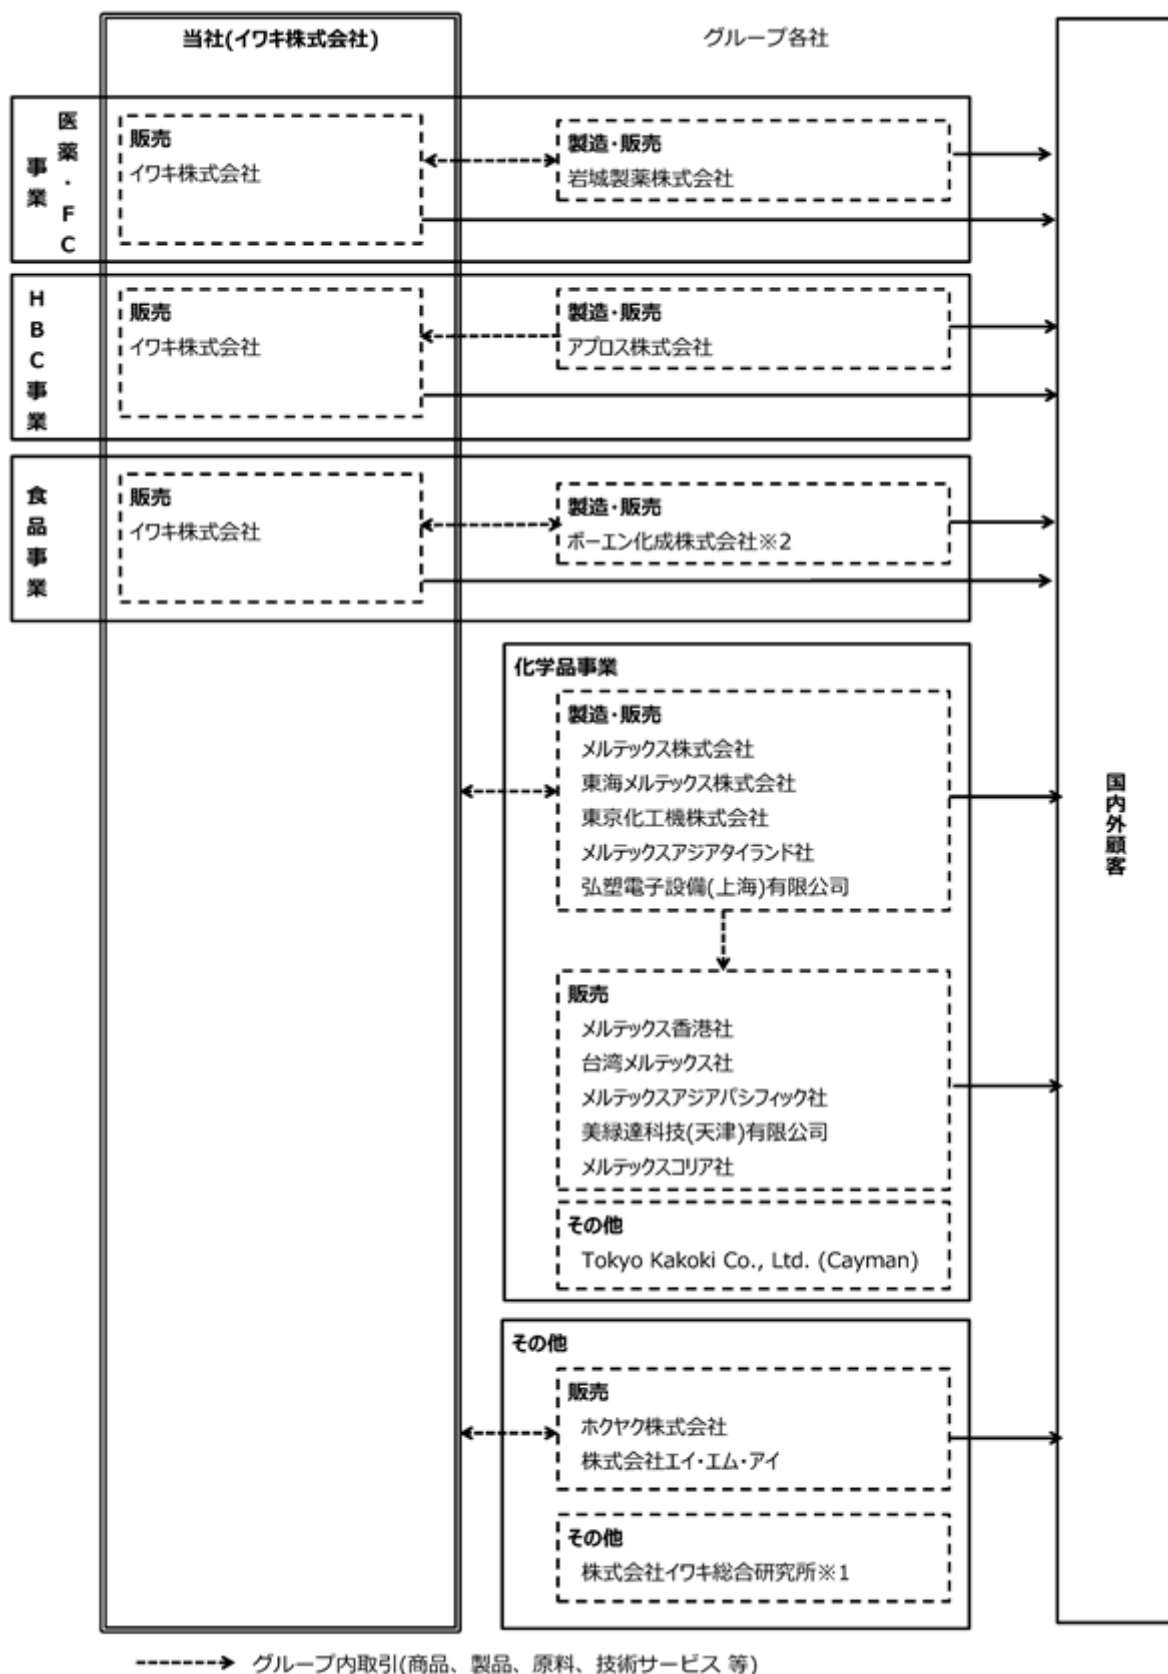 当社(イワキ株式会社)
グループ各社
医薬・FC
事業
販売
イワキ株式会社
製造・販売
岩城製薬株式会社
HBC事業
販売
イワキ株式会社
製造・販売
アプロス株式会社
食品事業
販売
イワキ株式会社
製造・販売
ボーエン化成株式会社※2
化学品事業
製造・販売
メルテックス株式会社
東海メルテックス株式会社
東京化工機株式会社
メルテックスアジアタイランド社
弘塑電子設備(上海)有限公司
販売
メルテックス香港社
台湾メルテックス社
メルテックスアジアパシフィック社
美緑達科技(天津)有限公司
メルテックスコリア社
その他
Tokyo Kakoki Co., Ltd. (Cayman)
その他
販売
ホクヤク株式会社
株式会社エイ・エム・アイ
その他
株式会社イワキ総合研究所※1
国内外顧客
グループ内取引(商品、製品、原料、技術サービス 等)